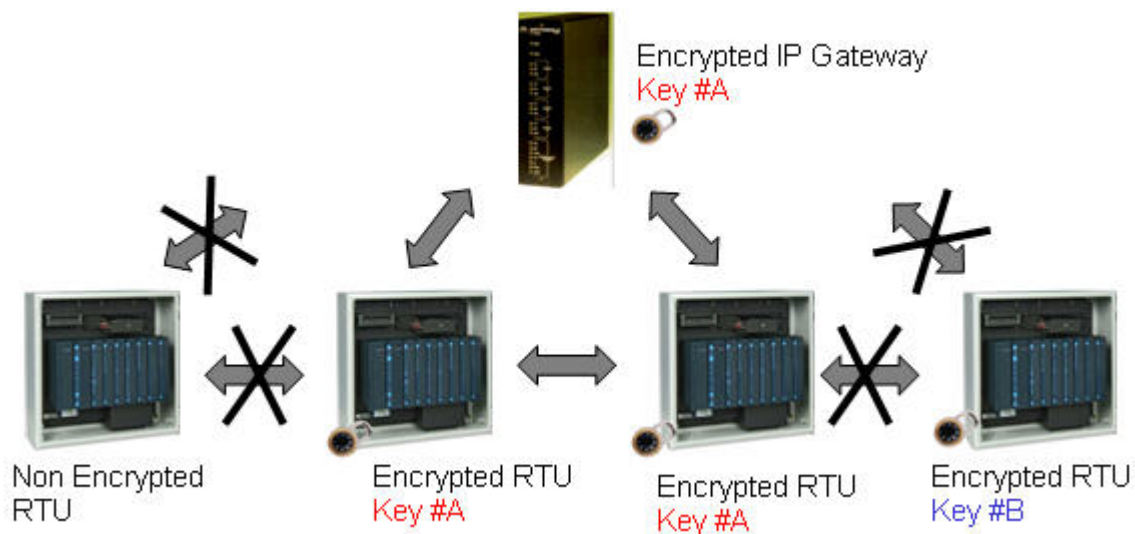 Encrypted IP Gateway
Key #A
Non Encrypted
RTU
Encrypted RTU
Key #A
Encrypted RTU
Key #A
Encrypted RTU
Key #B